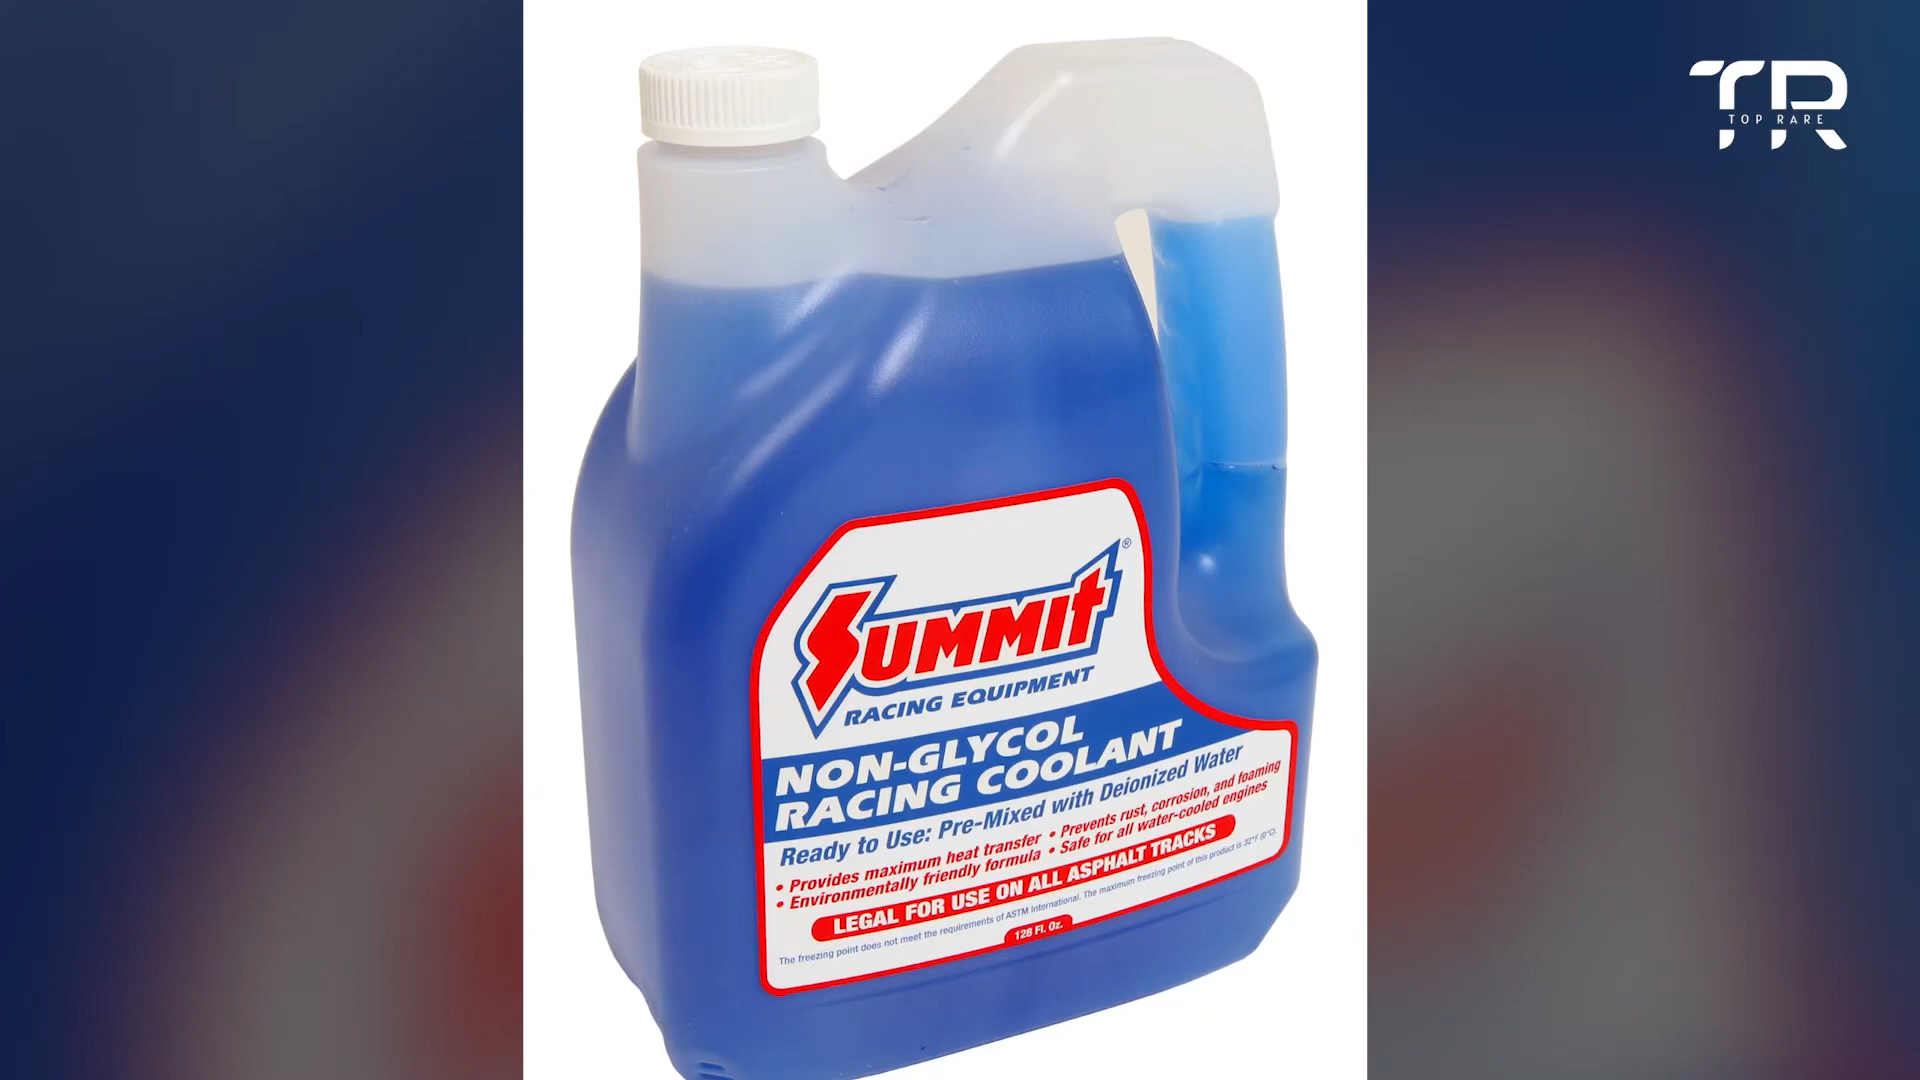 TR
TOP RARE
SUMMIT®
RACING EQUIPMENT
NON-GLYCOL
RACING COOLANT
Ready to Use: Pre-Mixed with Deionized Water
• Provides maximum heat transfer • Prevents rust, corrosion, and foaming
• Environmentally friendly formula • Safe for all water-cooled engines
LEGAL FOR USE ON ALL ASPHALT TRACKS
The freezing point does not meet the requirements of ASTM International. The maximum freezing point of this product is 32°F (0°C).
128 Fl. Oz.